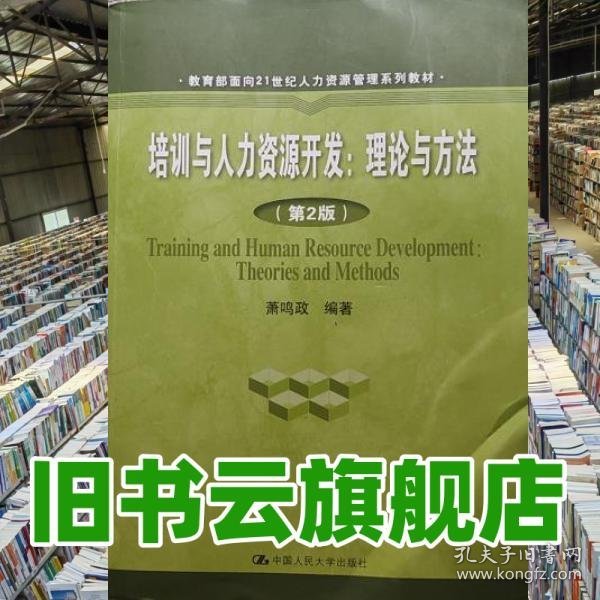 ·教育部面向21世纪人力资源管理系列教材·
培训与人力资源开发：理论与方法
（第2版）
Training and Human Resource Development:
Theories and Methods
萧鸣政 编著
旧书云旗舰店
中国人民大学出版社
孔夫子旧书网
www.kongfz.com